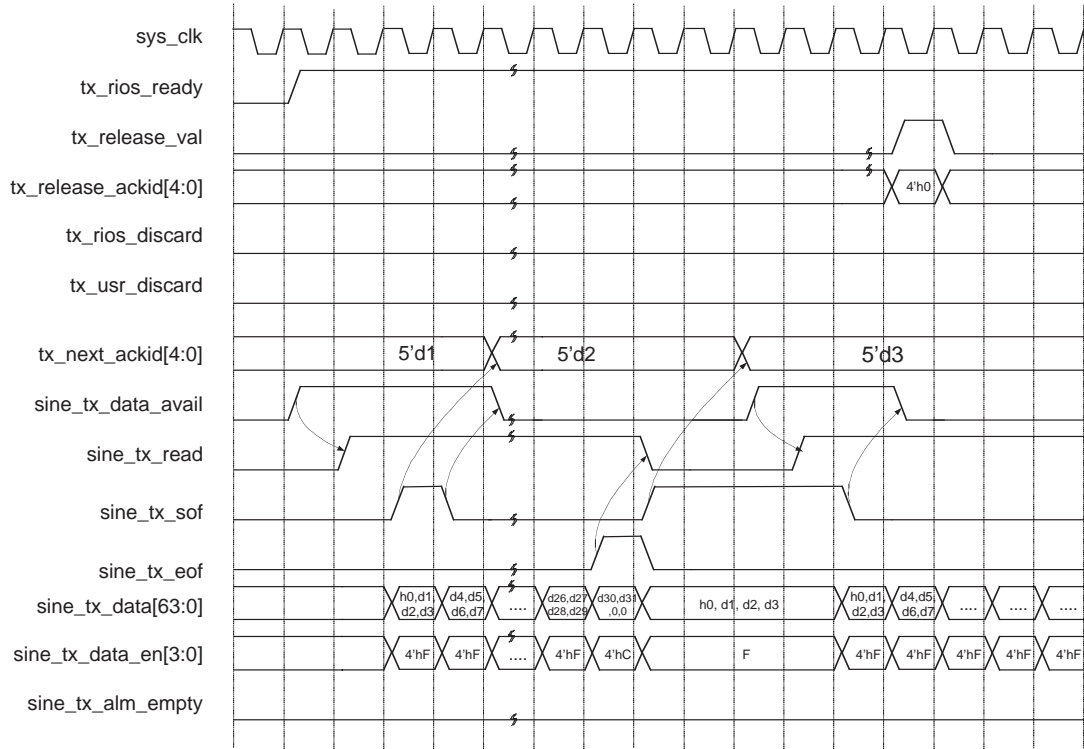 sys_clk
tx_rios_ready
tx_release_val
tx_release_ackid[4:0]
4'h0
tx_rios_discard
tx_usr_discard
tx_next_ackid[4:0]
5'd1
5'd2
5'd3
sine_tx_data_avail
sine_tx_read
sine_tx_sof
sine_tx_eof
sine_tx_data[63:0]
h0,d1,
d2,d3
d4,d5,
d6,d7
....
d26,d27
d28,d29
d30,d31
,0,0
h0, d1, d2, d3
h0,d1,
d2,d3
d4,d5,
d6,d7
....
....
....
sine_tx_data_en[3:0]
4'hF
4'hF
....
4'hF
4'hC
F
4'hF
4'hF
4'hF
4'hF
4'hF
sine_tx_alm_empty